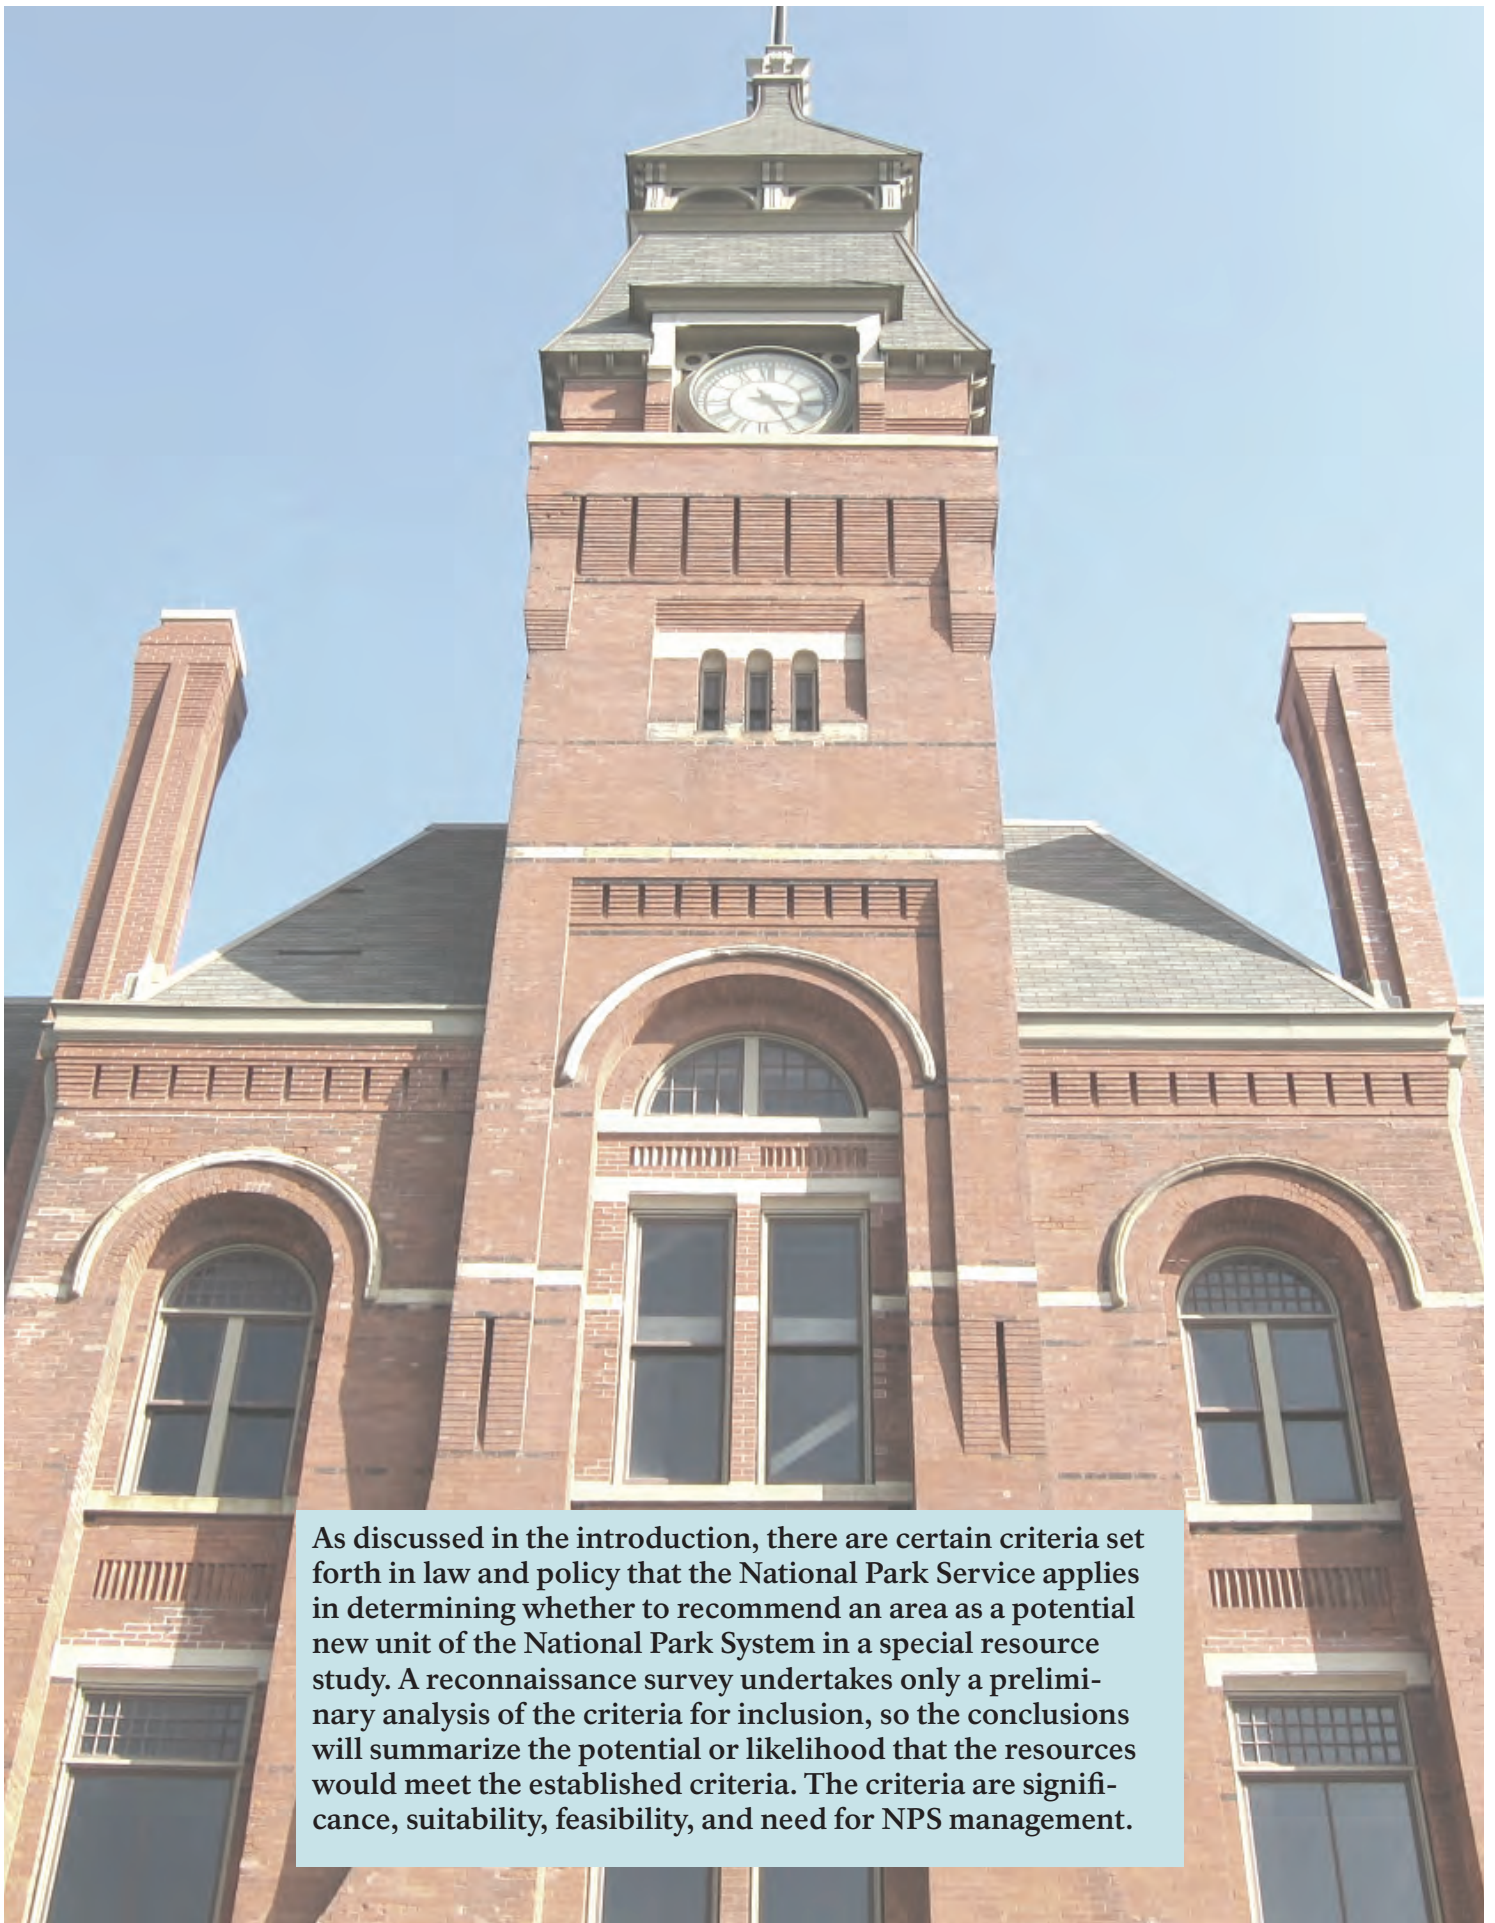 As discussed in the introduction, there are certain criteria set
forth in law and policy that the National Park Service applies
in determining whether to recommend an area as a potential
new unit of the National Park System in a special resource
study. A reconnaissance survey undertakes only a prelimi-
nary analysis of the criteria for inclusion, so the conclusions
will summarize the potential or likelihood that the resources
would meet the established criteria. The criteria are signifi-
cance, suitability, feasibility, and need for NPS management.